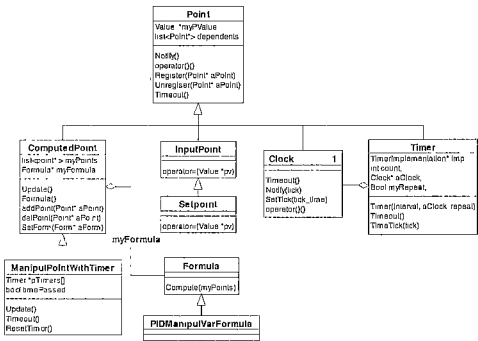 Point
Value *myPValue
list<Point*> dependents
Notify()
operator()()
Register(Point* aPoint)
Unregiser(Point* aPoint)
Timeout()
ComputedPoint
list<point* > myPoints
Formula* myFormula
Update()
Formula()
addPoint(Point* aPoint)
delPoint(Point* aPoint)
SetForm(Form* aForm)
InputPoint
operator=(Value *pv)
Setpoint
operator=(Value *pv)
Clock 1
Timeout()
Notify(tick)
SetTick(tick_time)
operator()()
Timer
TimerImplementation* imp
int count,
Clock* aClock,
Bool myRepeat,
Timer(interval, aClock repeat)
Timeout()
TimeTick(tick)
myFormula
ManipulPointWithTimer
Timer *pTimers[]
bool timePassed
Update()
Timeout()
ResetTimer()
Formula
Compute(myPoints)
PIDManipulVarFormula